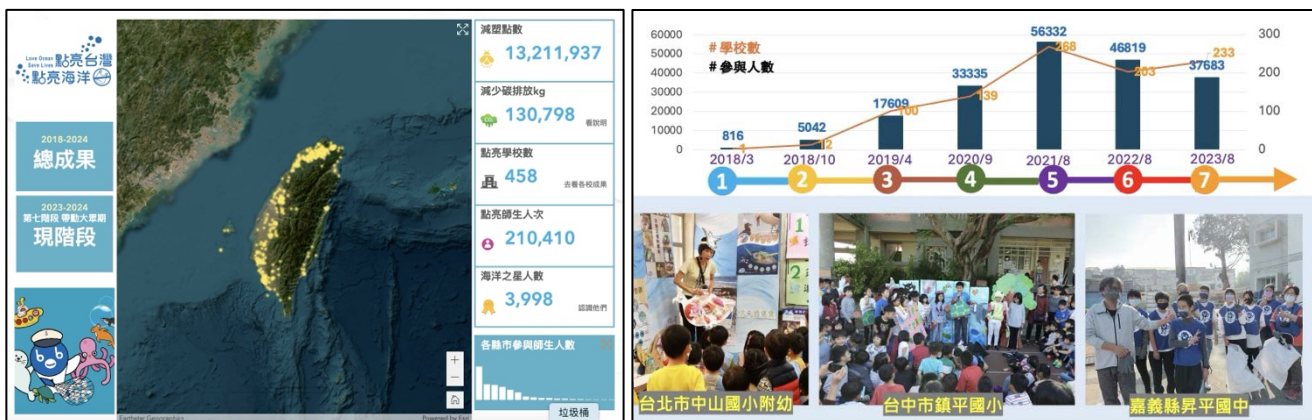 Love Ocean
Save Lives
點亮台灣
點亮海洋
2018-2024
總成果
2023-2024
第七階段 帶動大眾期
現階段
減塑點數
13,211,937
減少碳排放kg
130,798
看說明
點亮學校數
458
去看各校成果
點亮師生人次
210,410
海洋之星人數
3,998
認識他們
各縣市參與師生人數
垃圾桶
Earthstar Geographics
Powered by Esri
# 學校數
# 參與人數
60000
50000
40000
30000
20000
10000
0
300
200
100
0
816
5042
17609
33335
56332
46819
37683
1
12
100
139
268
203
233
2018/3
2018/10
2019/4
2020/9
2021/8
2022/8
2023/8
1
2
3
4
5
6
7
台北市中山國小附幼
台中市鎮平國小
嘉義縣昇平國中